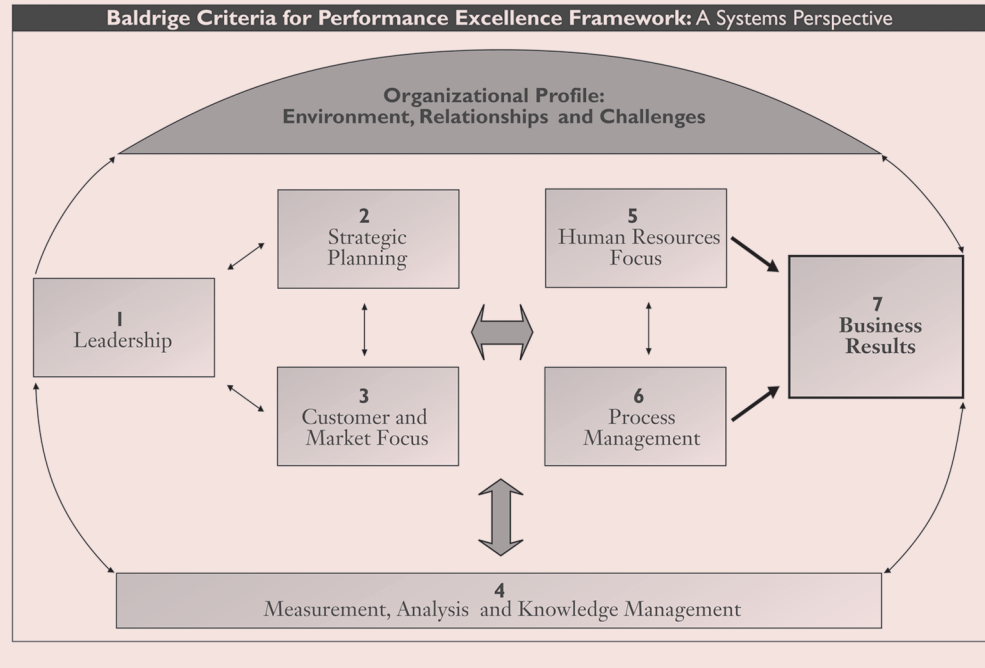 Baldrige Criteria for Performance Excellence Framework: A Systems Perspective
Organizational Profile:
Environment, Relationships and Challenges
2
Strategic
Planning
5
Human Resources
Focus
1
Leadership
7
Business
Results
3
Customer and
Market Focus
6
Process
Management
4
Measurement, Analysis and Knowledge Management